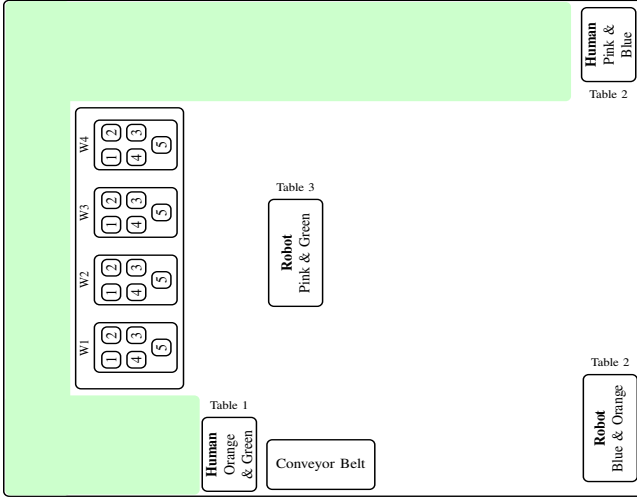 Human
Pink &
Blue
Table 2
W4
1 2
4 3
5
W3
1 2
4 3
5
Table 3
Robot
Pink & Green
W2
1 2
4 3
5
W1
1 2
4 3
5
Table 1
Human
Orange
& Green
Conveyor Belt
Table 2
Robot
Blue & Orange